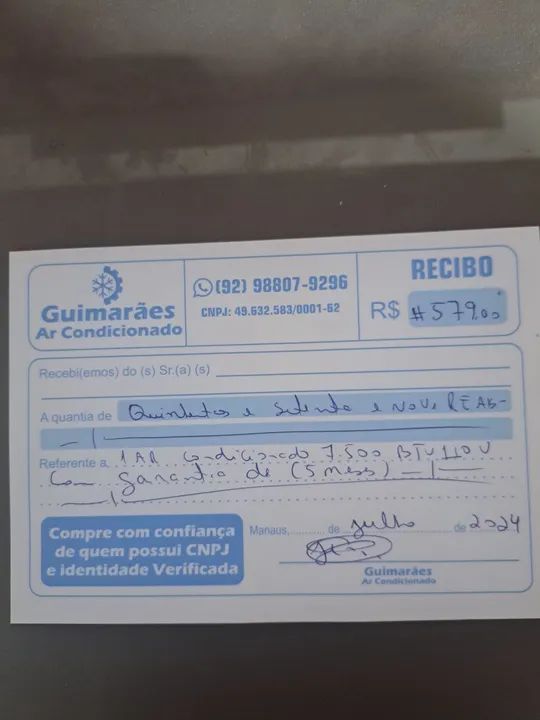 Guimarães
Ar Condicionado
(92) 98807-9296
CNPJ: 49.632.583/0001-62
RECIBO
R$ #579,00
Recebi(emos) do (s) Sr.(a) (s)
A quantia de Quinhentos e Setenta e Nove REAIS
Referente a 1 AR Condicionado 7.500 BTU 110V
Com garantia de (5 meses)
Compre com confiança
de quem possui CNPJ
e identidade Verificada
Manaus,.......... de julho de 2024
Guimarães
Ar Condicionado